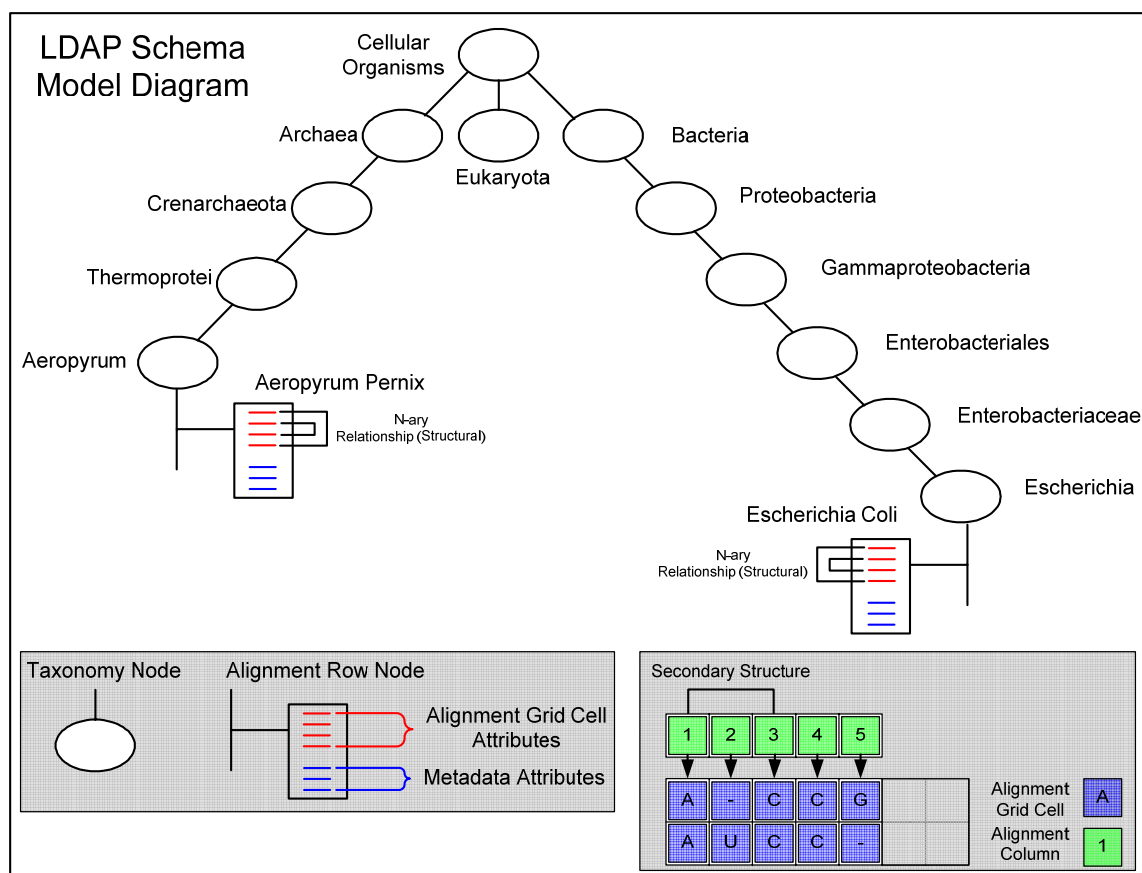 LDAP Schema
Model Diagram
Cellular
Organisms
Archaea
Eukaryota
Bacteria
Crenarchaeota
Proteobacteria
Thermoprotei
Gammaproteobacteria
Aeropyrum
Enterobacteriales
Aeropyrum Pernix
N-ary
Relationship (Structural)
Enterobacteriaceae
Escherichia
Escherichia Coli
N-ary
Relationship (Structural)
Taxonomy Node
Alignment Row Node
Alignment Grid Cell
Attributes
Metadata Attributes
Secondary Structure
1 2 3 4 5
A - C C G
A U C C -
Alignment
Grid Cell
A
Alignment
Column
1